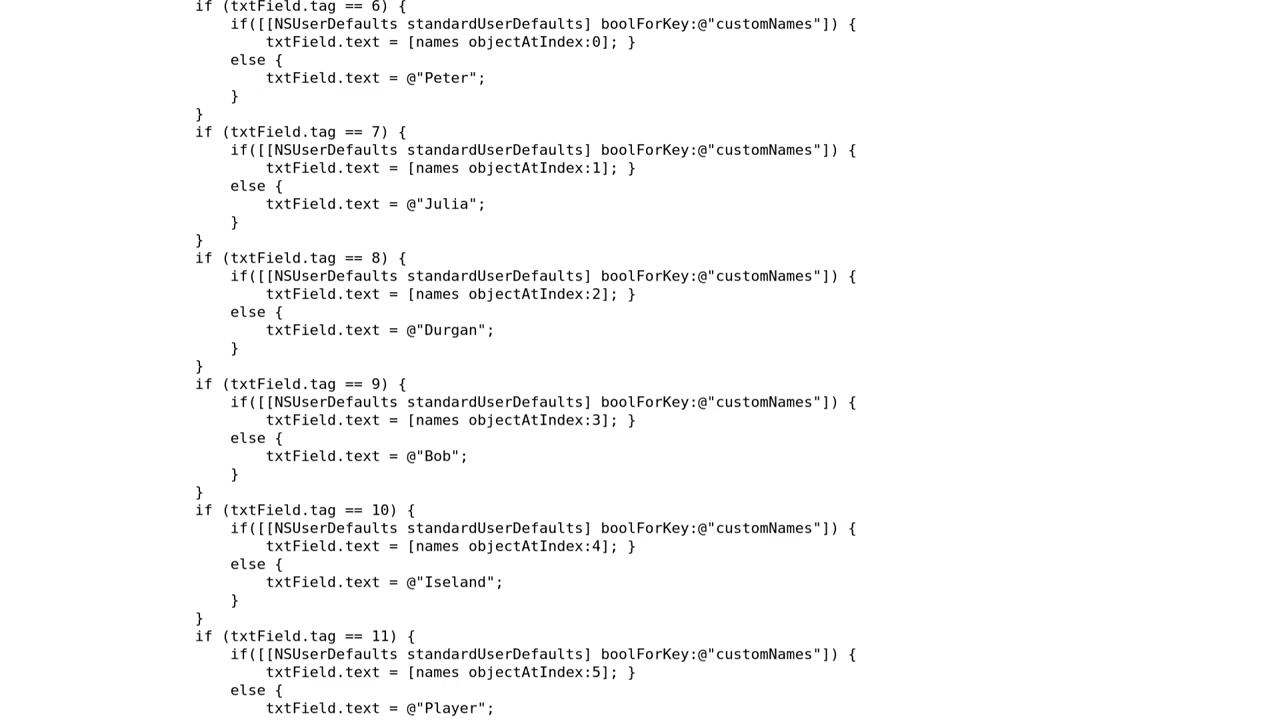 if (txtField.tag == 6) {
if([[NSUserDefaults standardUserDefaults] boolForKey:@"customNames"]) {
txtField.text = [names objectAtIndex:0]; }
else {
txtField.text = @"Peter";
}
}
if (txtField.tag == 7) {
if([[NSUserDefaults standardUserDefaults] boolForKey:@"customNames"]) {
txtField.text = [names objectAtIndex:1]; }
else {
txtField.text = @"Julia";
}
}
if (txtField.tag == 8) {
if([[NSUserDefaults standardUserDefaults] boolForKey:@"customNames"]) {
txtField.text = [names objectAtIndex:2]; }
else {
txtField.text = @"Durgan";
}
}
if (txtField.tag == 9) {
if([[NSUserDefaults standardUserDefaults] boolForKey:@"customNames"]) {
txtField.text = [names objectAtIndex:3]; }
else {
txtField.text = @"Bob";
}
}
if (txtField.tag == 10) {
if([[NSUserDefaults standardUserDefaults] boolForKey:@"customNames"]) {
txtField.text = [names objectAtIndex:4]; }
else {
txtField.text = @"Iseland";
}
}
if (txtField.tag == 11) {
if([[NSUserDefaults standardUserDefaults] boolForKey:@"customNames"]) {
txtField.text = [names objectAtIndex:5]; }
else {
txtField.text = @"Player";